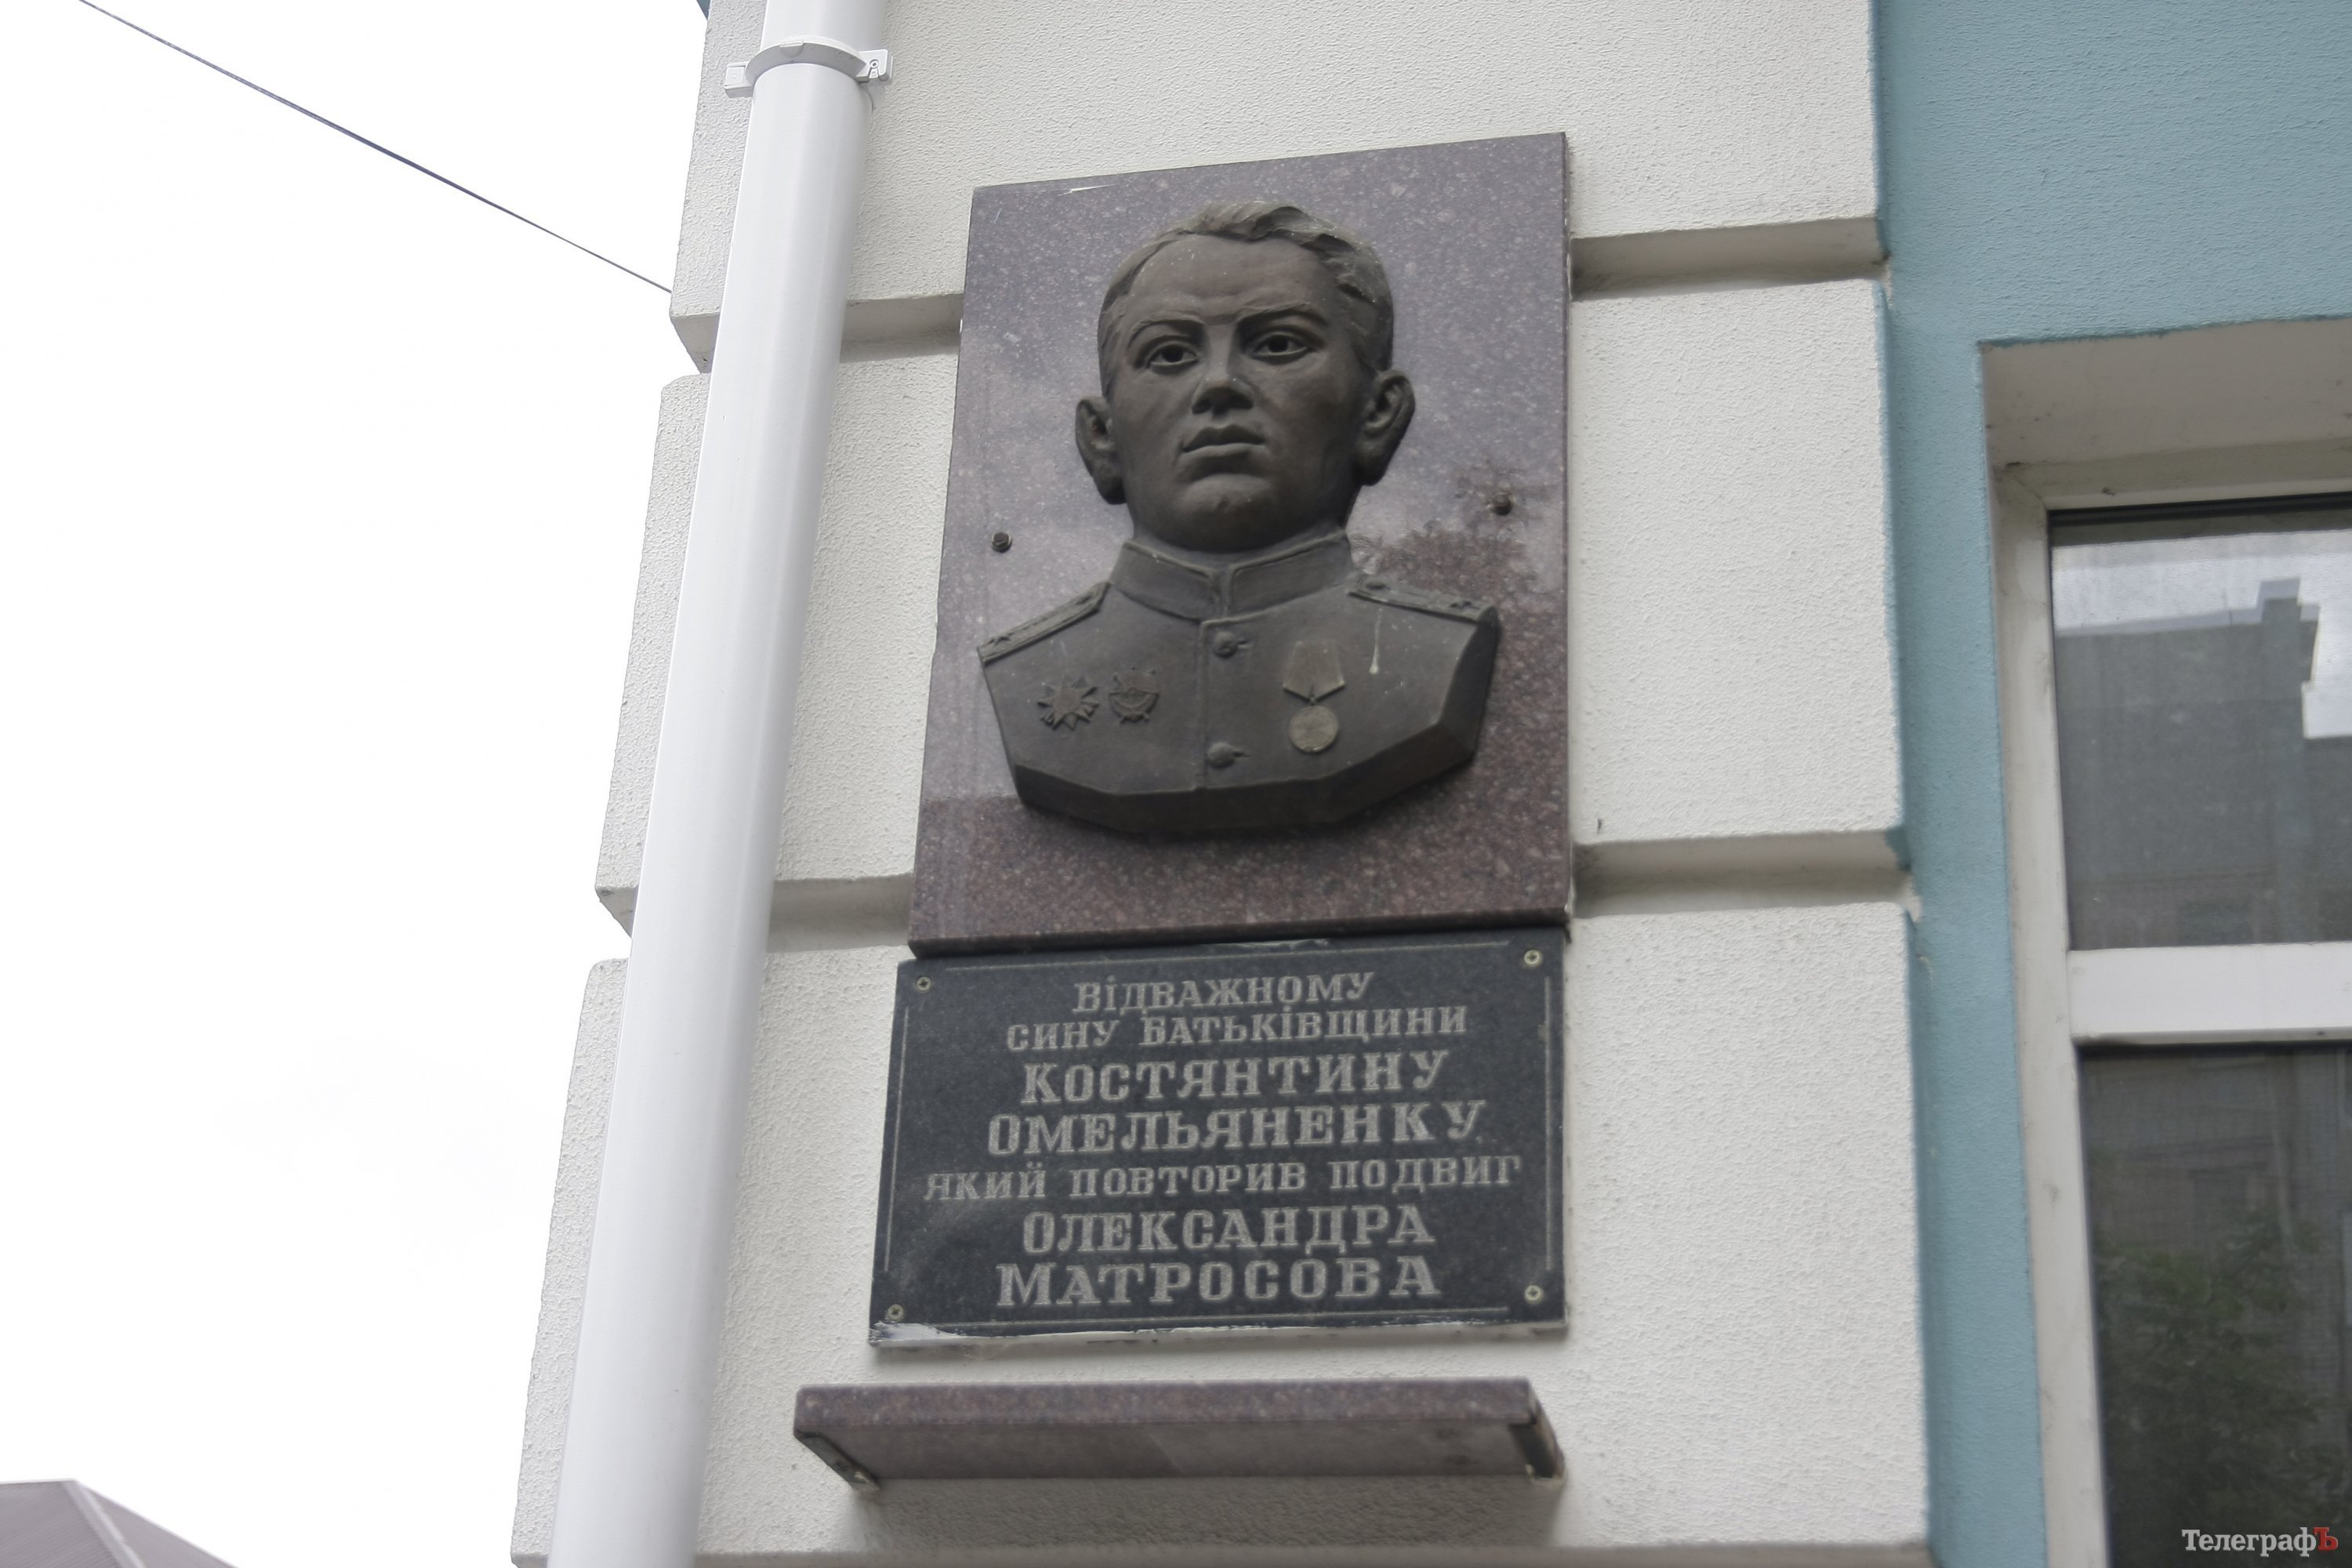 ВіДВАЖНОМУ
СИНУ БАТЬКіВЩИНИ
КОСТЯНТИНУ
ОМЕЛЬЯНЕНКУ
ЯКИЙ ПОВТОРИВ ПОДВИГ
ОЛЕКСАНДРА
МАТРОСОВА
ТелеграфЪ